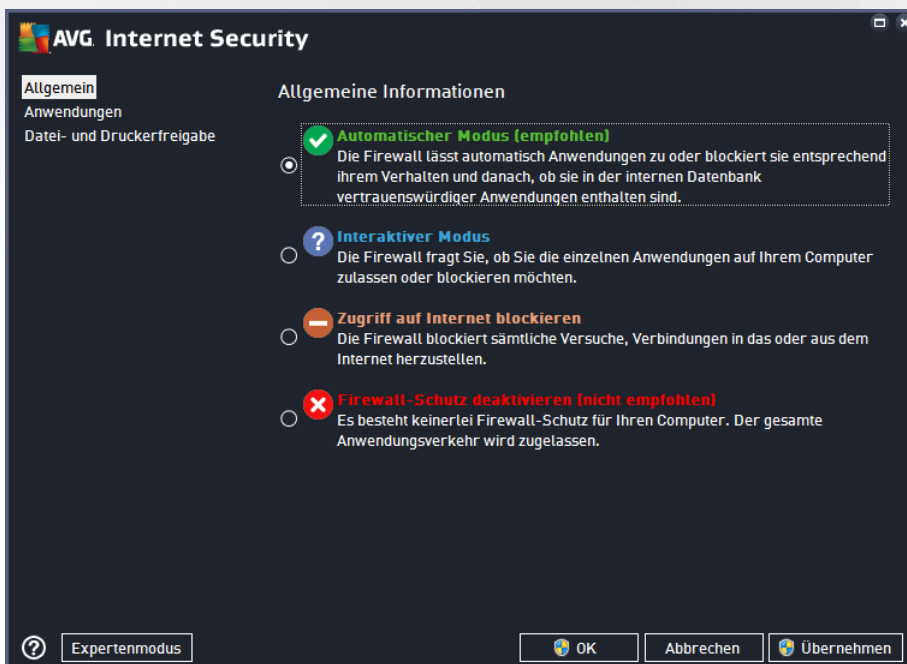 AVG. Internet Security
Allgemein
Anwendungen
Datei- und Druckerfreigabe
Allgemeine Informationen
Automatischer Modus (empfohlen)
Die Firewall lässt automatisch Anwendungen zu oder blockiert sie entsprechend
ihrem Verhalten und danach, ob sie in der internen Datenbank
vertrauenswürdiger Anwendungen enthalten sind.
Interaktiver Modus
Die Firewall fragt Sie, ob Sie die einzelnen Anwendungen auf Ihrem Computer
zulassen oder blockieren möchten.
Zugriff auf Internet blockieren
Die Firewall blockiert sämtliche Versuche, Verbindungen in das oder aus dem
Internet herzustellen.
Firewall-Schutz deaktivieren (nicht empfohlen)
Es besteht keinerlei Firewall-Schutz für Ihren Computer. Der gesamte
Anwendungsverkehr wird zugelassen.
Expertenmodus
OK
Abbrechen
Übernehmen